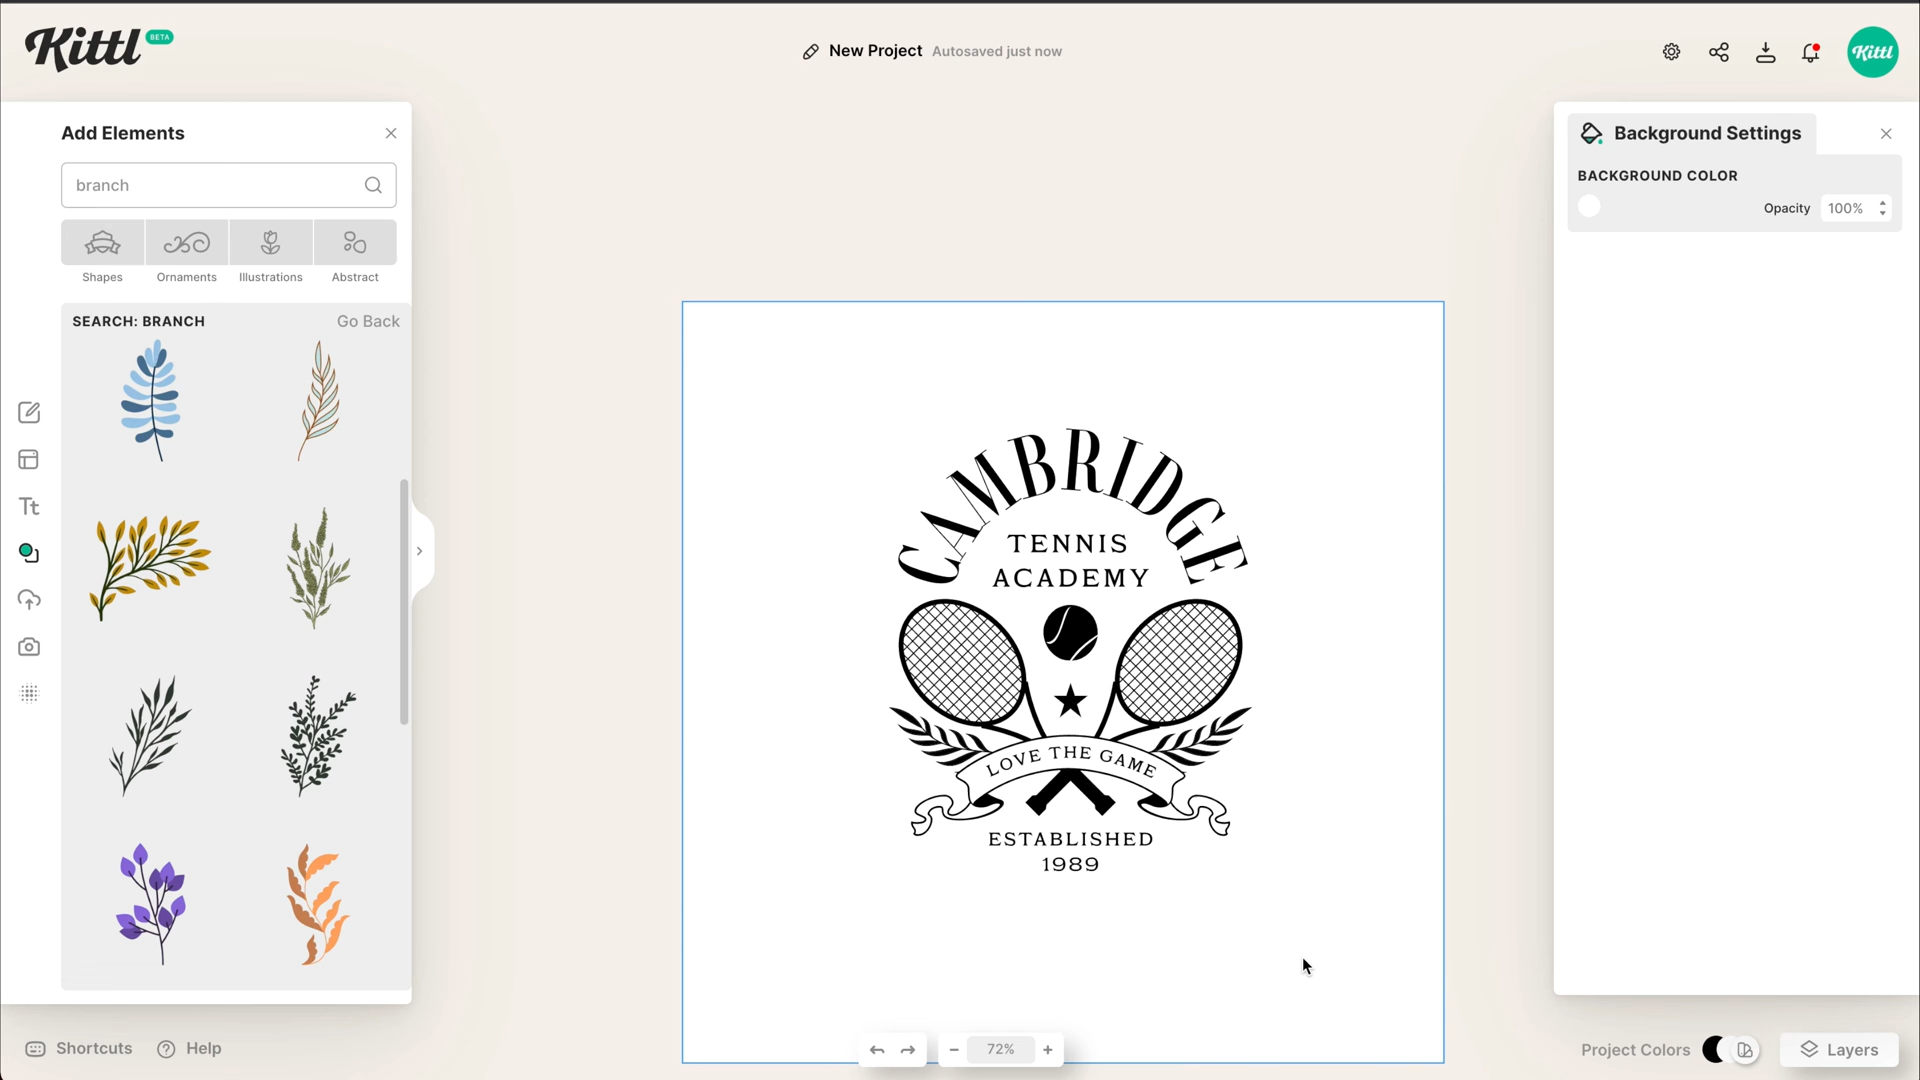 Kittl BETA
New Project Autosaved just now
Kittl
Add Elements
branch
Shapes Ornaments Illustrations Abstract
SEARCH: BRANCH Go Back
Tt
CAMBRIDGE
TENNIS
ACADEMY
LOVE THE GAME
ESTABLISHED
1989
Background Settings
BACKGROUND COLOR
Opacity 100%
Shortcuts Help
72%
Project Colors Layers